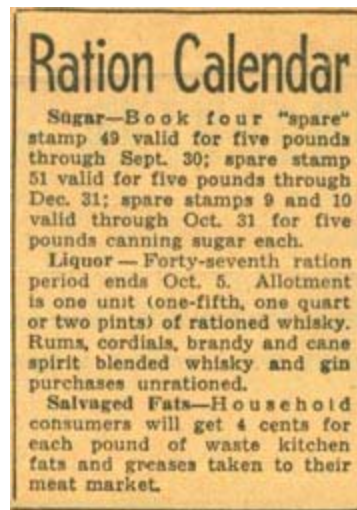 Ration Calendar
Sugar—Book four "spare"
stamp 49 valid for five pounds
through Sept. 30; spare stamp
51 valid for five pounds through
Dec. 31; spare stamps 9 and 10
valid through Oct. 31 for five
pounds canning sugar each.
Liquor — Forty-seventh ration
period ends Oct. 5. Allotment
is one unit (one-fifth, one quart
or two pints) of rationed whisky.
Rums, cordials, brandy and cane
spirit blended whisky and gin
purchases unrationed.
Salvaged Fats—Household
consumers will get 4 cents for
each pound of waste kitchen
fats and greases taken to their
meat market.